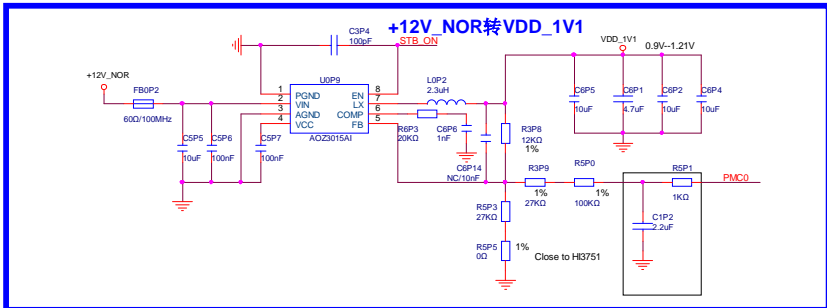 +12V_NOR转VDD_1V1
C3P4
100pF
STB_ON
VDD_1V1
0.9V--1.21V
+12V_NOR
FB0P2
60Ω/100MHz
U0P9
1 PGND EN 8
2 VIN LX 7
3 AGND COMP 6
4 VCC FB 5
AOZ3015AI
L0P2
2.3uH
C6P5
10uF
C6P1
4.7uF
C6P2
10uF
C6P4
10uF
C5P5
10uF
C5P6
100nF
C5P7
100nF
R6P3
20KΩ
C6P6
1nF
R3P8
12KΩ
1%
C6P14
NC/10nF
R3P9
1%
27KΩ
R5P0
1%
100KΩ
R5P1
1KΩ
PMC0
R5P3
27KΩ
C1P2
2.2uF
R5P5
0Ω
1%
Close to HI3751